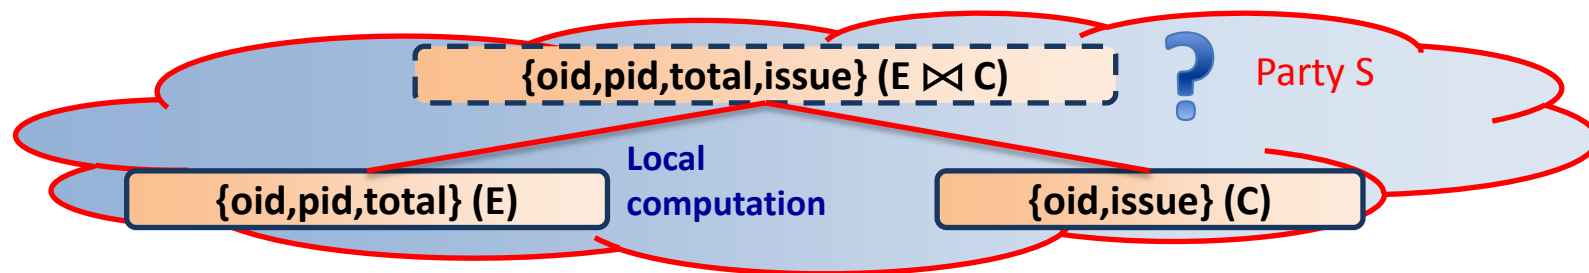 {oid,pid,total,issue} (E ⋈ C)
?
Party S
Local
computation
{oid,pid,total} (E)
{oid,issue} (C)